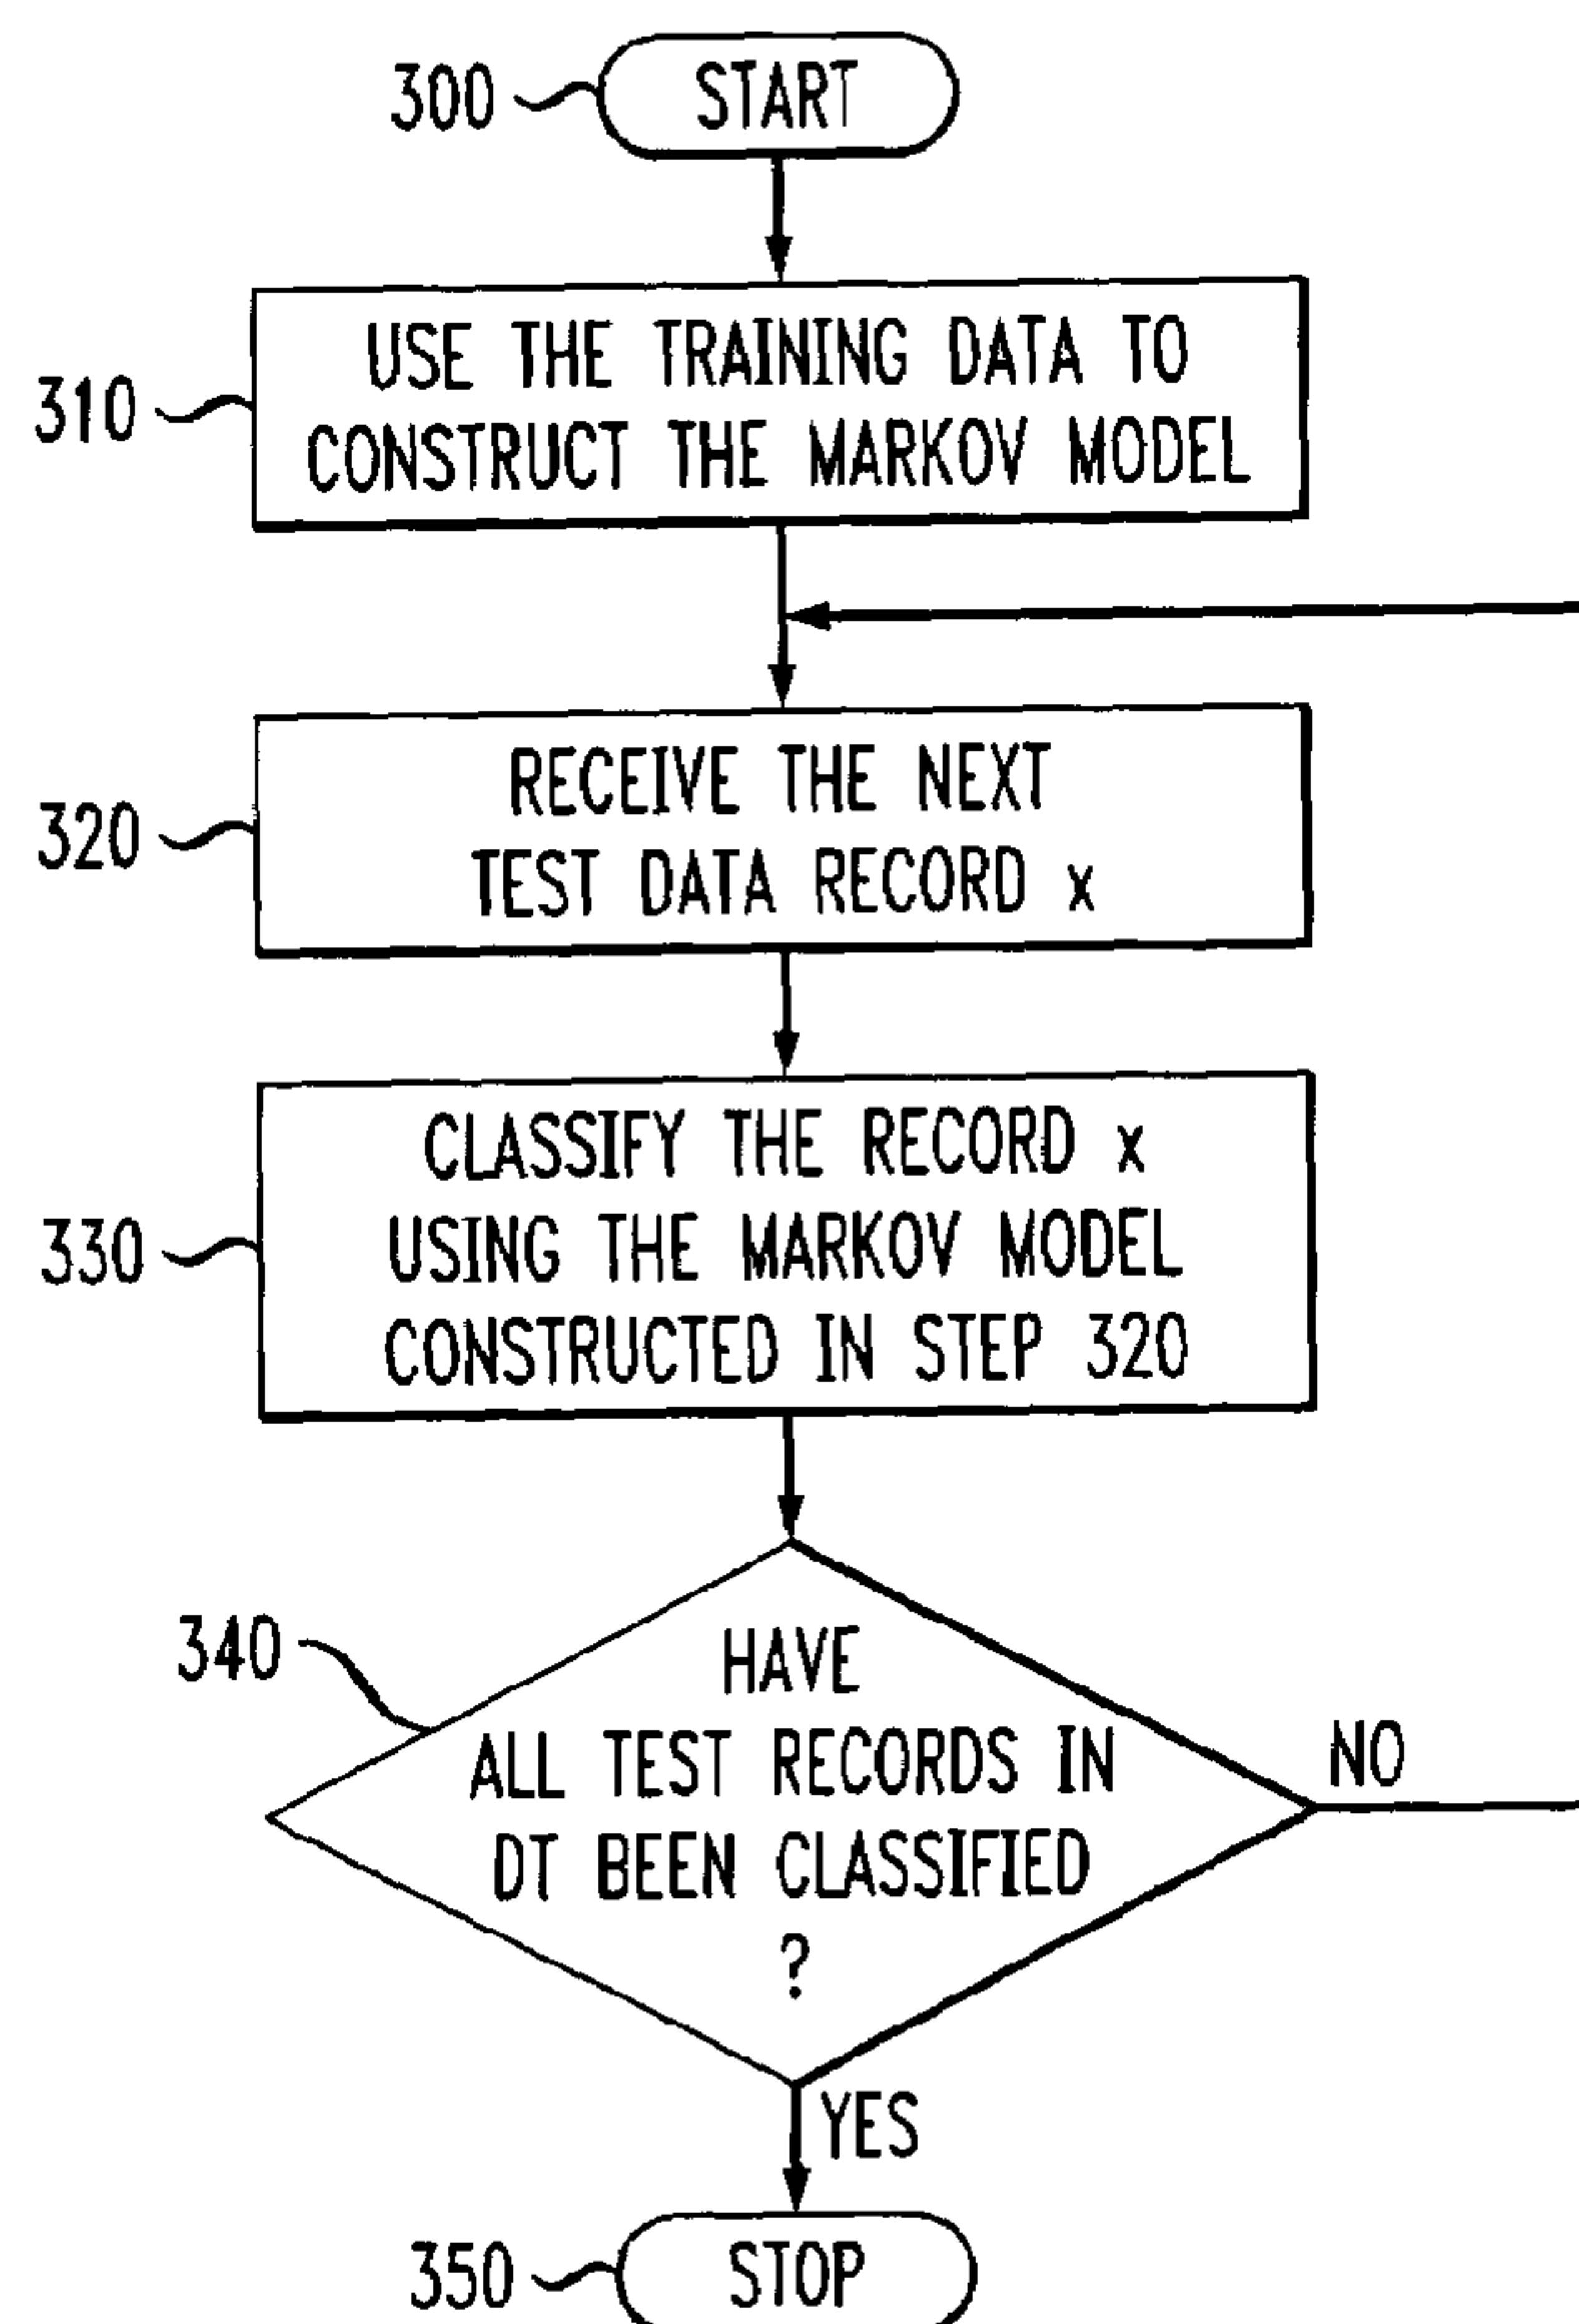 300
START
310
USE THE TRAINING DATA TO
CONSTRUCT THE MARKOV MODEL
320
RECEIVE THE NEXT
TEST DATA RECORD x
330
CLASSIFY THE RECORD x
USING THE MARKOV MODEL
CONSTRUCTED IN STEP 320
340
HAVE
ALL TEST RECORDS IN
DT BEEN CLASSIFIED
?
NO
YES
350
STOP